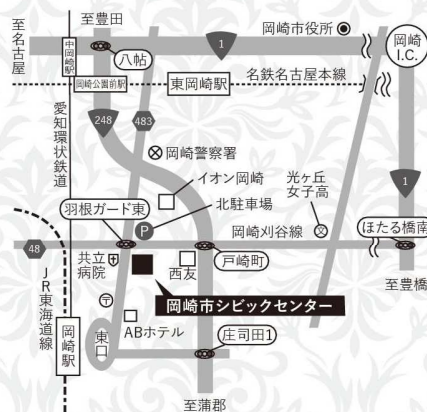 至豊田
至名古屋
岡崎市役所
1
岡崎
I.C.
中岡崎駅
八帖
岡崎公園前駅
東岡崎駅
名鉄名古屋本線
愛知環状鉄道
248
483
岡崎警察署
1
イオン岡崎
光ヶ丘
女子高
北駐車場
羽根ガード東
P
岡崎刈谷線
ほたる橋南
48
共立
病院
西友
戸崎町
至豊橋
岡崎市シビックセンター
JR東海道線
岡崎駅
東口
ABホテル
庄司田1
至蒲郡